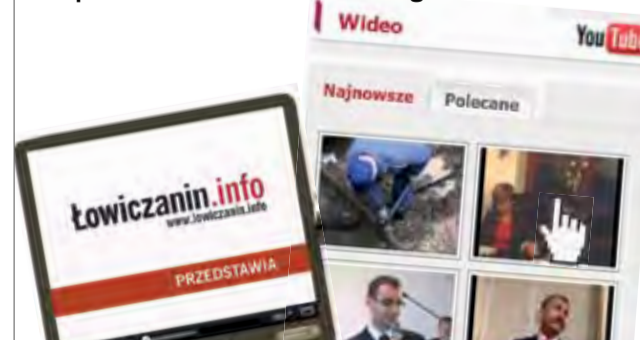 Wideo
YouTube
Najnowsze
Polecane
Łowiczanin.info
www.lowiczanin.info
PRZEDSTAWIA